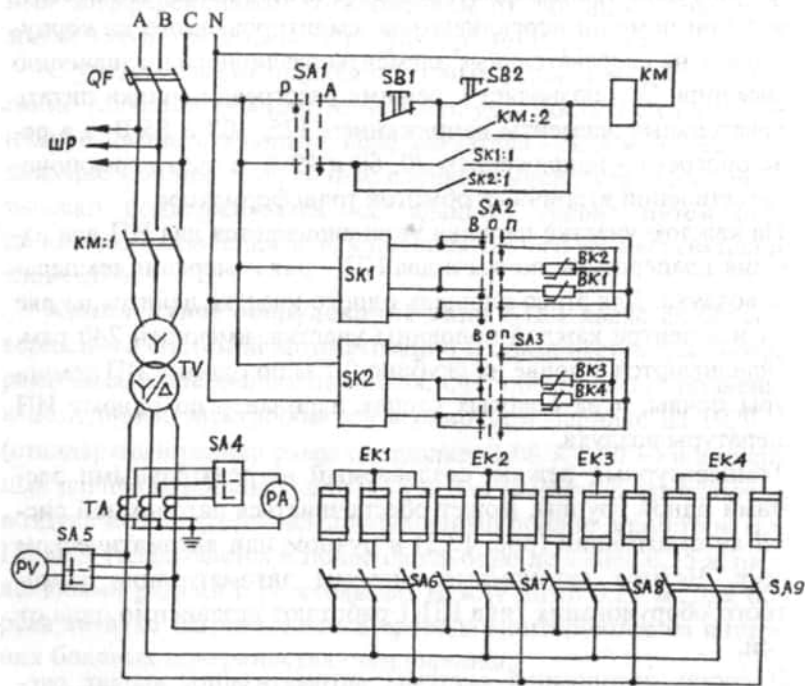 A B C N
QF
SA1
P
A
SB1
SB2
KM
KM:2
ШР
SK1:1
SK2:1
KM:1
SA2
В О П
SK1
BK2
BK1
TV
Y/Δ
В О П
SA3
SK2
BK3
BK4
SA4
EK1
EK2
EK3
EK4
TA
PA
SA5
PV
SA6
SA7
SA8
SA9